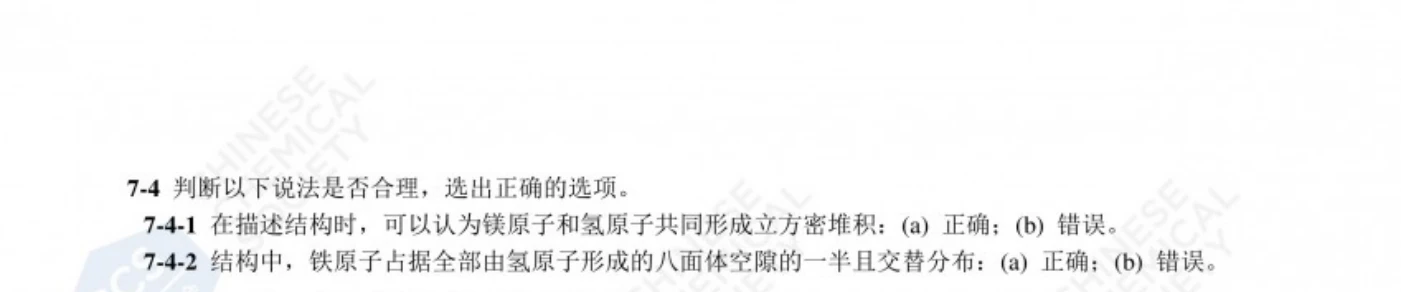 CHINESE
CHEMICAL
SOCIETY
7-4 判断以下说法是否合理，选出正确的选项。
7-4-1 在描述结构时，可以认为镁原子和氢原子共同形成立方密堆积：(a) 正确；(b) 错误。
7-4-2 结构中，铁原子占据全部由氢原子形成的八面体空隙的一半且交替分布：(a) 正确；(b) 错误。